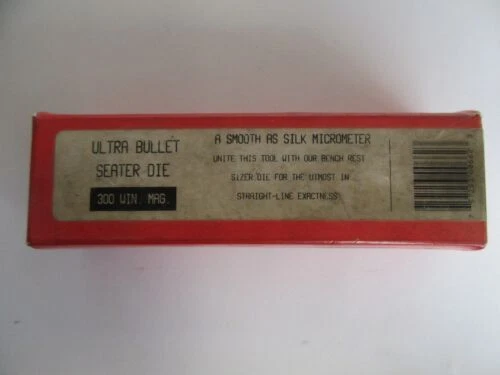 ULTRA BULLET
SEATER DIE
300 WIN. MAG.
A SMOOTH AS SILK MICROMETER
UNITE THIS TOOL WITH OUR BENCH REST
SIZER DIE FOR THE UTMOST IN
STRAIGHT-LINE EXACTNESS